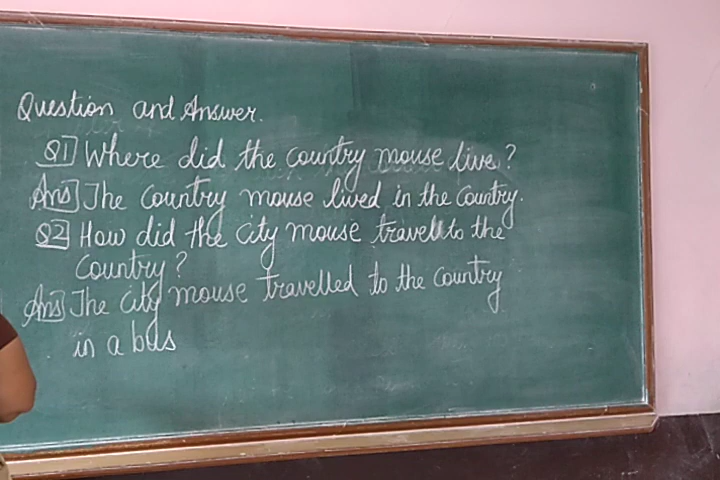 Question and Answer.
Q1] Where did the country mouse live?
Ans] The Country mouse lived in the Country.
Q2] How did the city mouse travel to the
Country?
Ans] The city mouse travelled to the Country
in a bus